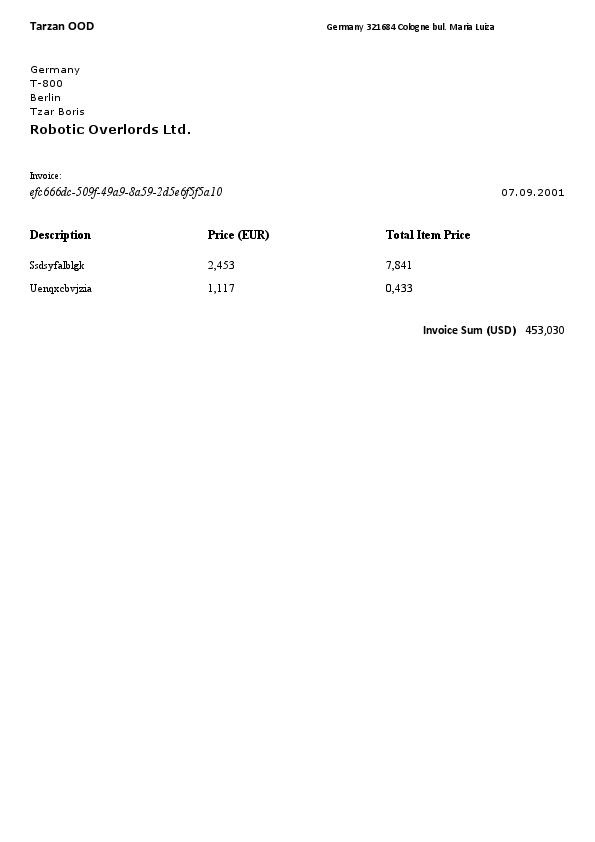 Tarzan OOD Germany 321684 Cologne bul. Maria Luiza
Germany
T-800
Berlin
Tzar Boris
Robotic Overlords Ltd.
Invoice:
efc666dc-509f-49a9-8a59-2d5e6f5f5a10 07.09.2001
Description Price (EUR) Total Item Price
Ssdsyfalblgk 2,453 7,841
Uenqxcbvjzia 1,117 0,433
Invoice Sum (USD) 453,030